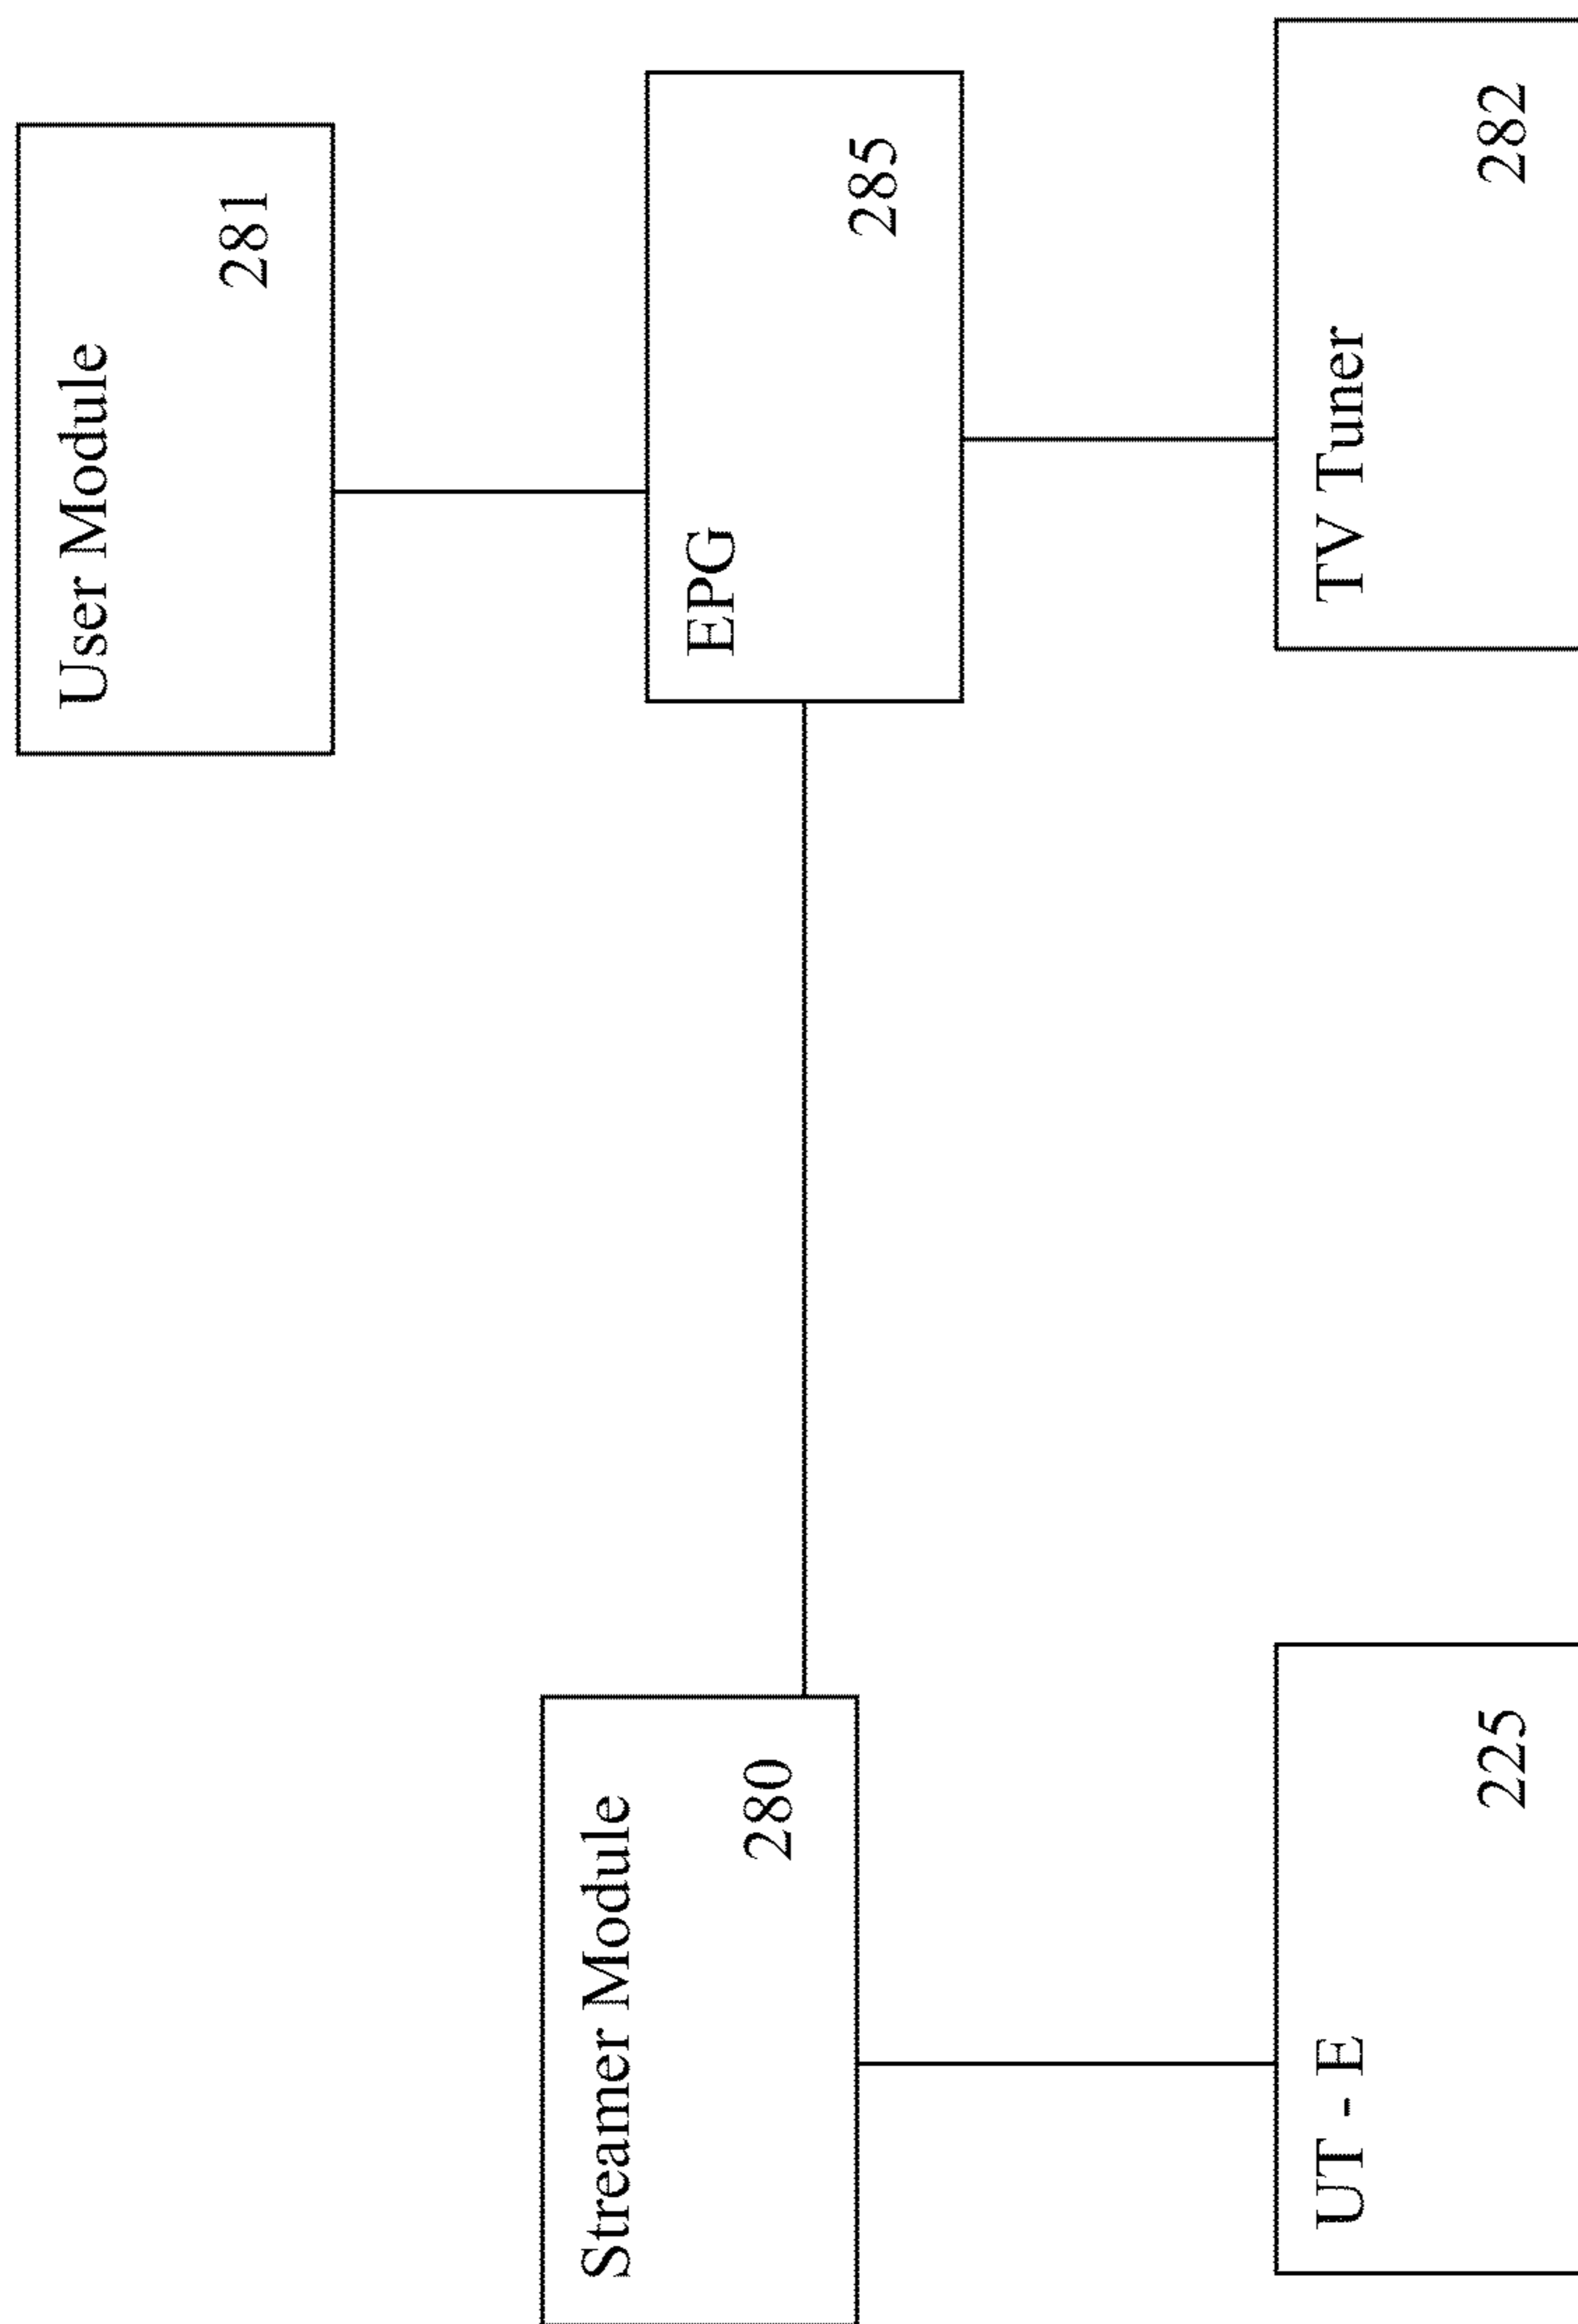 User Module
281
Streamer Module
280
EPG
285
UT - E
225
TV Tuner
282